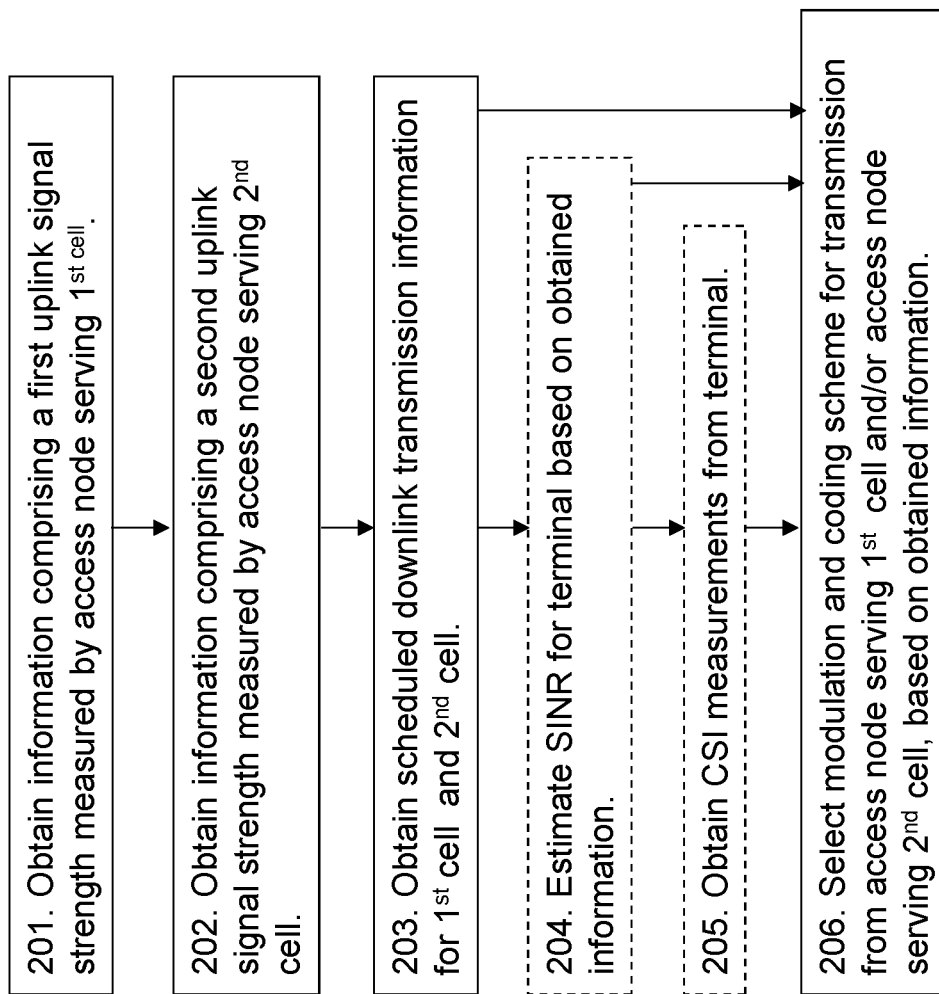 201. Obtain information comprising a first uplink signal
strength measured by access node serving 1st cell.
202. Obtain information comprising a second uplink
signal strength measured by access node serving 2nd
cell.
203. Obtain scheduled downlink transmission information
for 1st cell and 2nd cell.
204. Estimate SINR for terminal based on obtained
information.
205. Obtain CSI measurements from terminal.
206. Select modulation and coding scheme for transmission
from access node serving 1st cell and/or access node
serving 2nd cell, based on obtained information.